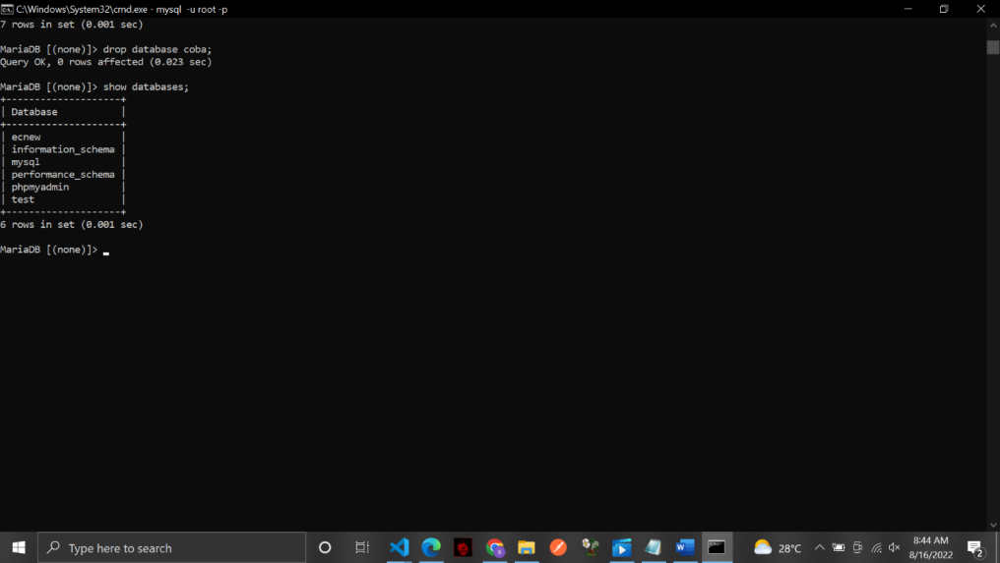 C:\Windows\System32\cmd.exe - mysql -u root -p
7 rows in set (0.001 sec)
MariaDB [(none)]> drop database coba;
Query OK, 0 rows affected (0.023 sec)
MariaDB [(none)]> show databases;
+--------------------+
| Database           |
+--------------------+
| ecnew              |
| information_schema |
| mysql              |
| performance_schema |
| phpmyadmin         |
| test               |
+--------------------+
6 rows in set (0.001 sec)
MariaDB [(none)]>
Type here to search
28°C
8:44 AM
8/16/2022
2